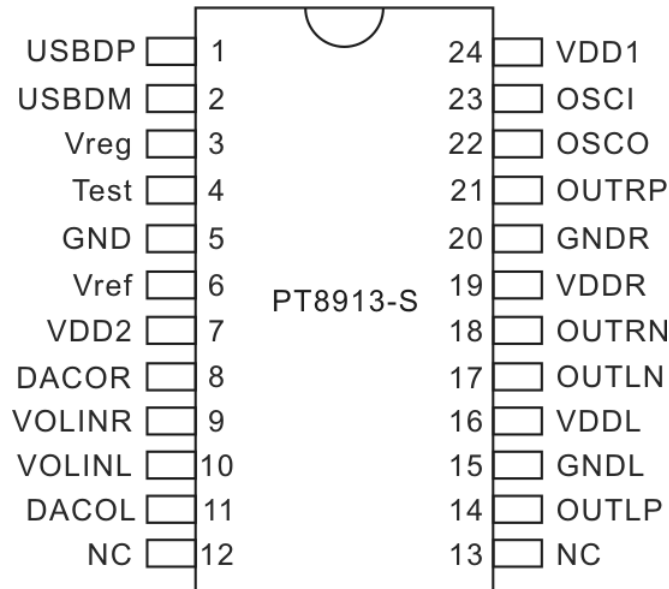 USBDP 1 24 VDD1
USBDM 2 23 OSCI
Vreg 3 22 OSCO
Test 4 21 OUTRP
GND 5 20 GNDR
Vref 6 19 VDDR
PT8913-S
VDD2 7 18 OUTRN
DACOR 8 17 OUTLN
VOLINR 9 16 VDDL
VOLINL 10 15 GNDL
DACOL 11 14 OUTLP
NC 12 13 NC